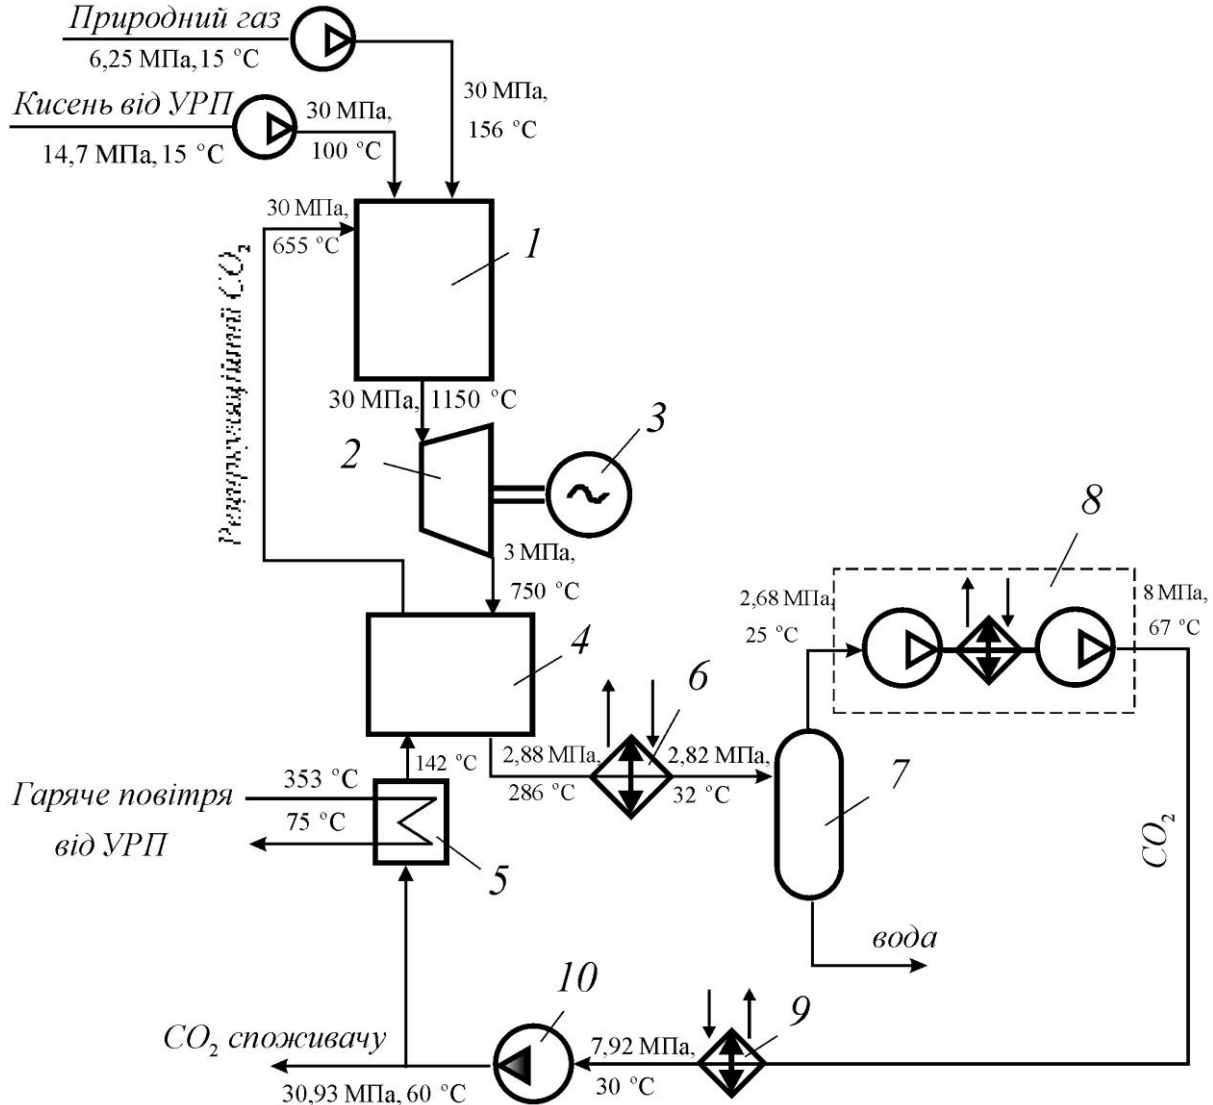 Природний газ
6,25 МПа, 15 °С
Кисень від УРП
14,7 МПа, 15 °С
30 МПа,
100 °С
30 МПа,
156 °С
30 МПа,
655 °С
Рециркуляційний CO₂
1
30 МПа, 1150 °С
2
3
3 МПа,
750 °С
4
142 °С
353 °С
Гаряче повітря
75 °С
від УРП
5
2,88 МПа,
286 °С
6
2,82 МПа,
32 °С
7
вода
2,68 МПа,
25 °С
8
8 МПа,
67 °С
CO₂
9
7,92 МПа,
30 °С
10
CO₂ споживачу
30,93 МПа, 60 °С